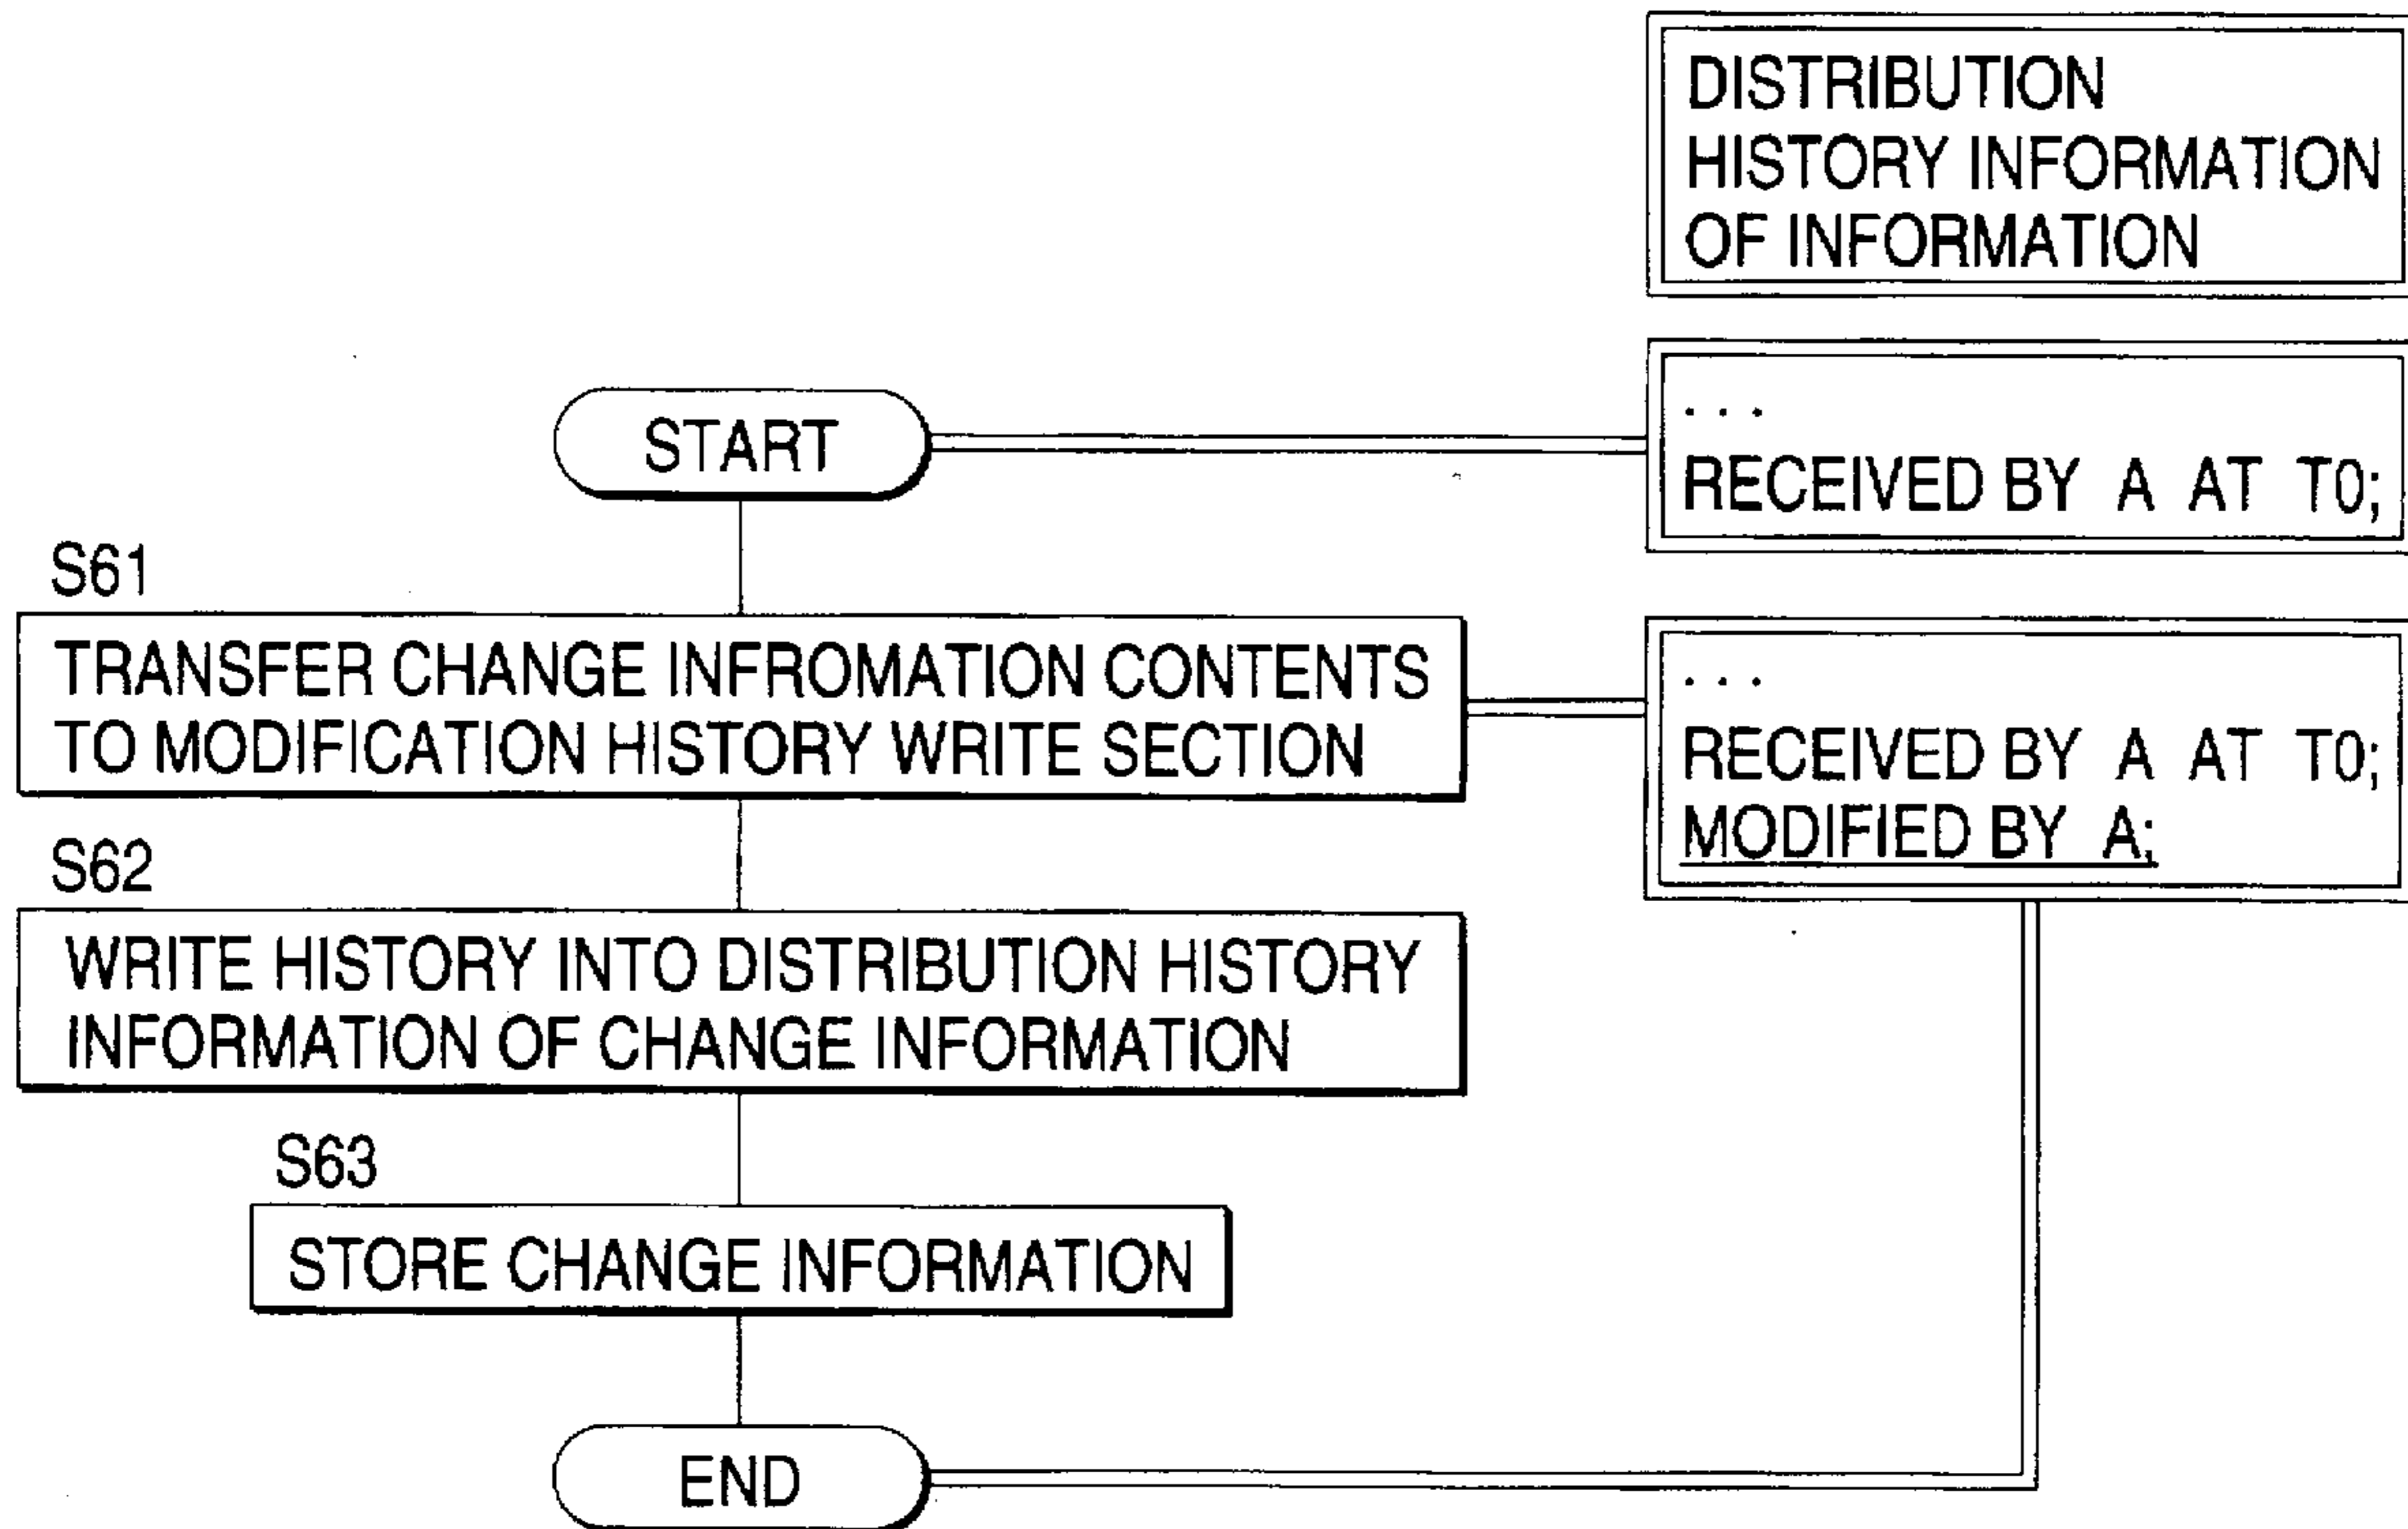 DISTRIBUTION
HISTORY INFORMATION
OF INFORMATION
START
. . .
RECEIVED BY A AT T0;
S61
TRANSFER CHANGE INFROMATION CONTENTS
TO MODIFICATION HISTORY WRITE SECTION
. . .
RECEIVED BY A AT T0;
MODIFIED BY A;
S62
WRITE HISTORY INTO DISTRIBUTION HISTORY
INFORMATION OF CHANGE INFORMATION
S63
STORE CHANGE INFORMATION
END